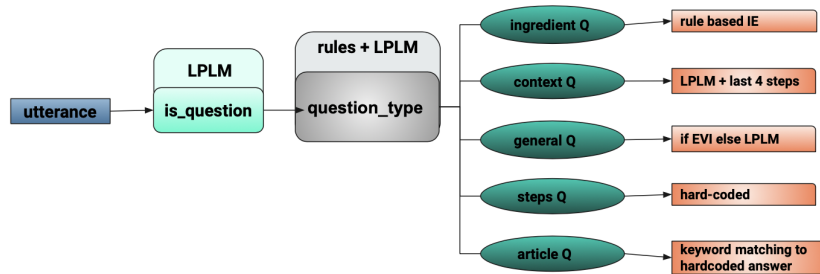 utterance
LPLM
is_question
rules + LPLM
question_type
ingredient Q
rule based IE
context Q
LPLM + last 4 steps
general Q
if EVI else LPLM
steps Q
hard-coded
article Q
keyword matching to
hardcoded answer